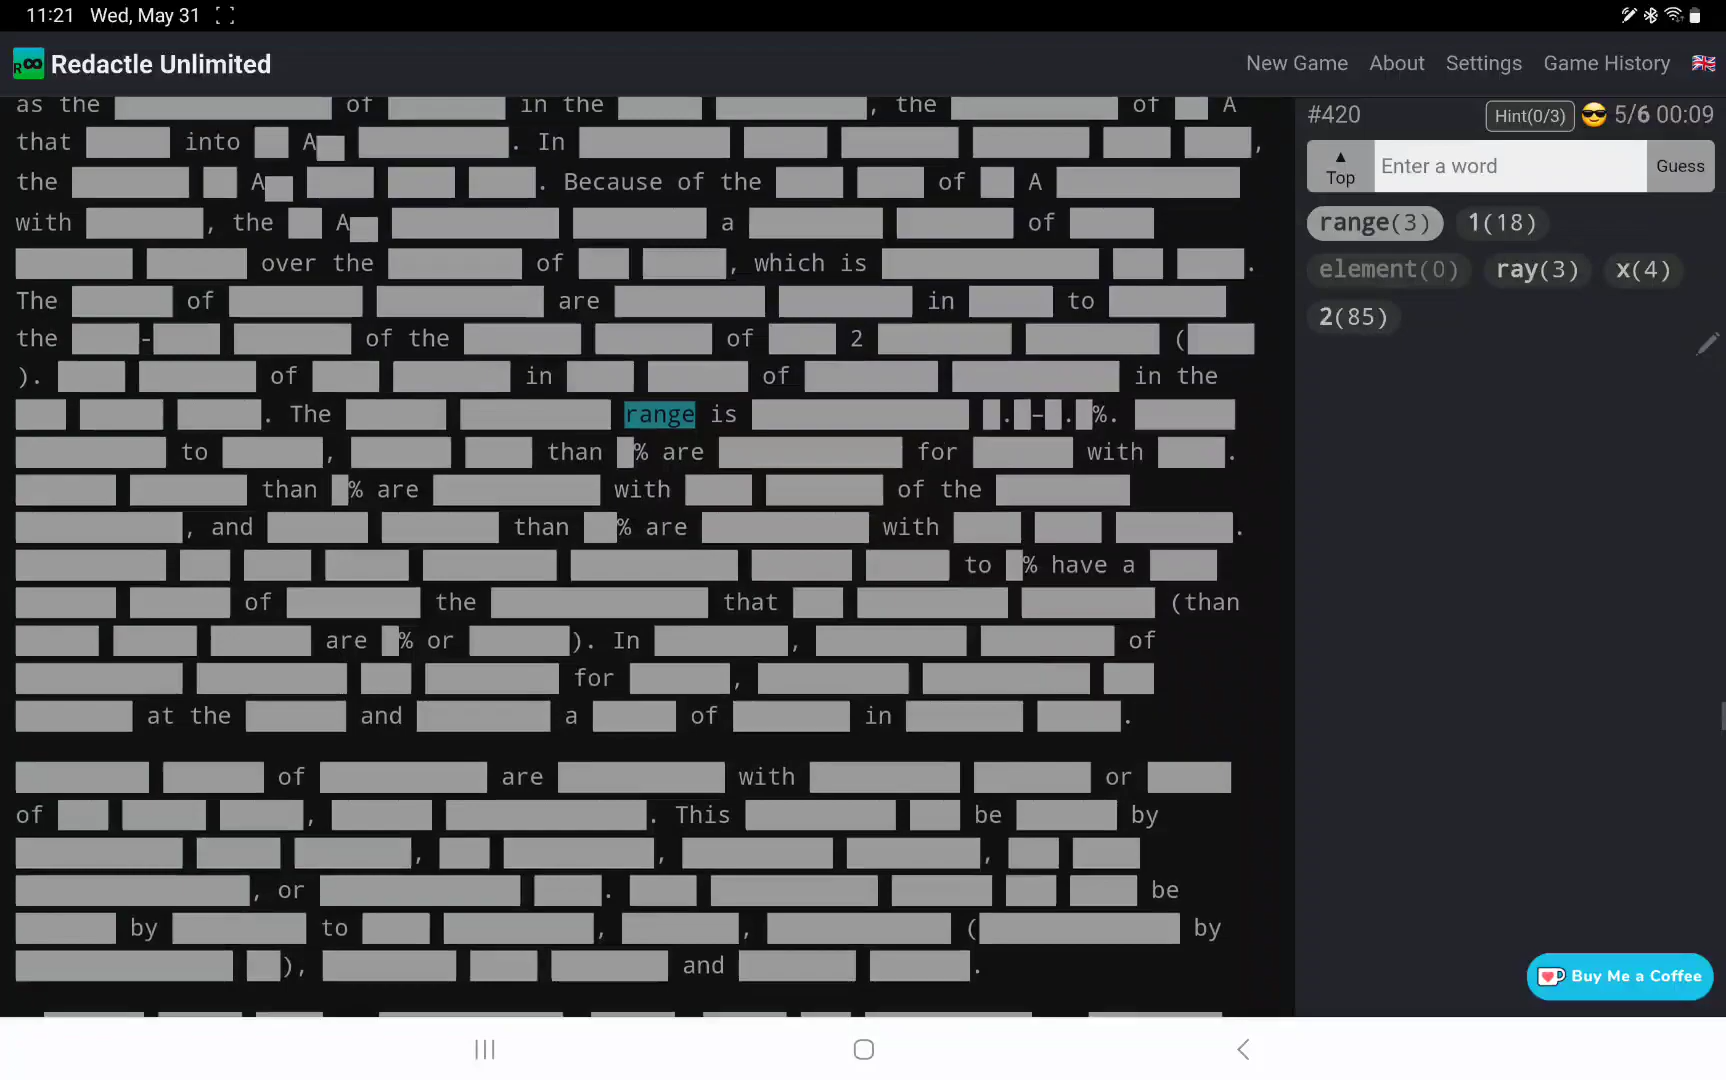 11:21 Wed, May 31
Redactle Unlimited
New Game About Settings Game History
as the of in the , the of A
that into A . In ,
the A . Because of the of A
with , the A a of
over the of , which is .
The of are in to
the - of the of 2 (
). of in of in the
. The range is . - . %.
to , than % are for with .
than % are with of the
, and than % are with .
to % have a
of the that (than
are % or ). In , of
for , .
at the and a of in .
of are with or
of , . This be by
, , , 
, or . be
by to , , ( by
), and .
#420 Hint(0/3) 5/6 00:09
Top Enter a word Guess
range(3) 1(18)
element(0) ray(3) x(4)
2(85)
Buy Me a Coffee